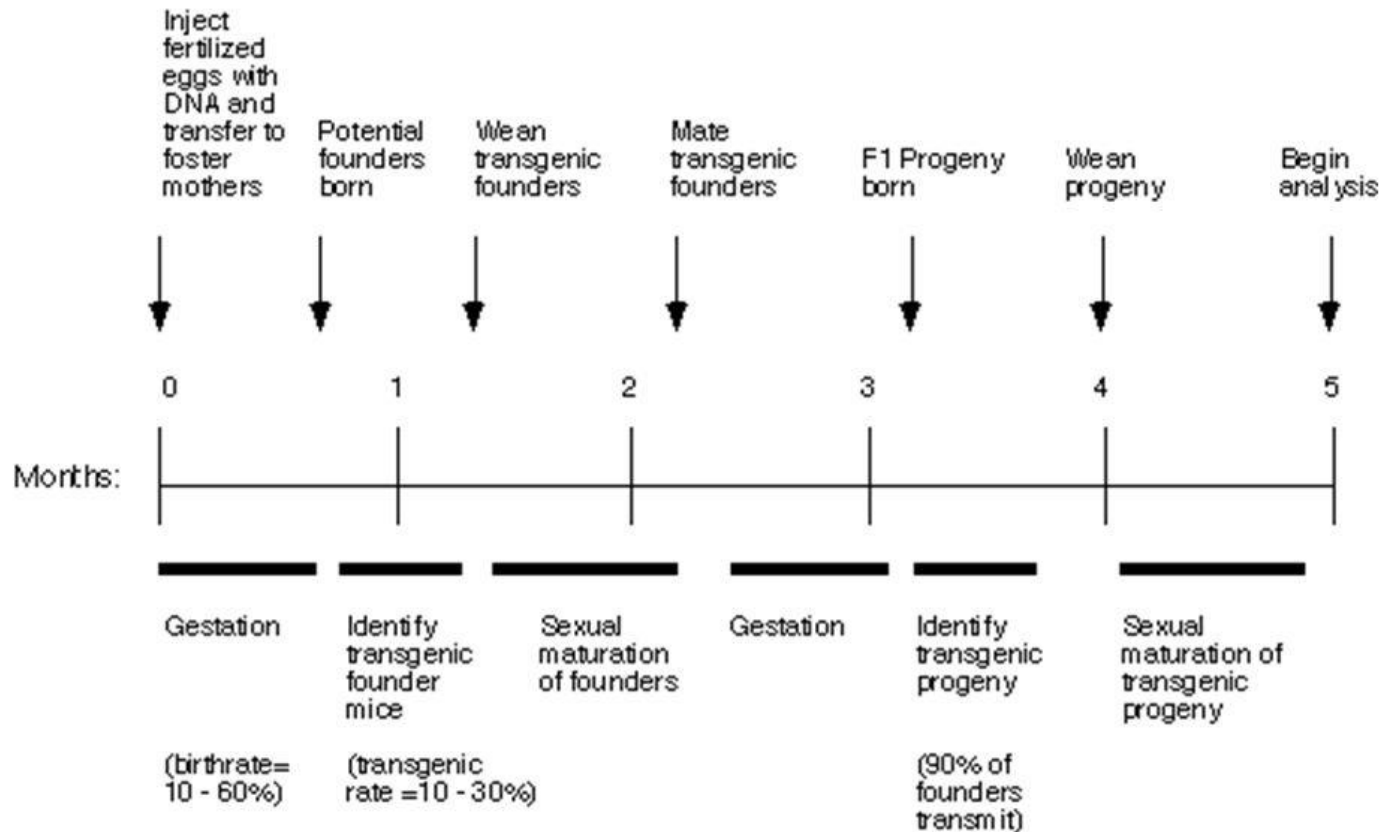 Inject
fertilized
eggs with
DNA and
transfer to
foster
mothers
Potential
founders
born
Wean
transgenic
founders
Mate
transgenic
founders
F1 Progeny
born
Wean
progeny
Begin
analysis
0 1 2 3 4 5
Months:
Gestation
Identify
transgenic
founder
mice
Sexual
maturation
of founders
Gestation
Identify
transgenic
progeny
Sexual
maturation of
transgenic
progeny
(birthrate=
10 - 60%)
(transgenic
rate =10 - 30%)
(90% of
founders
transmit)